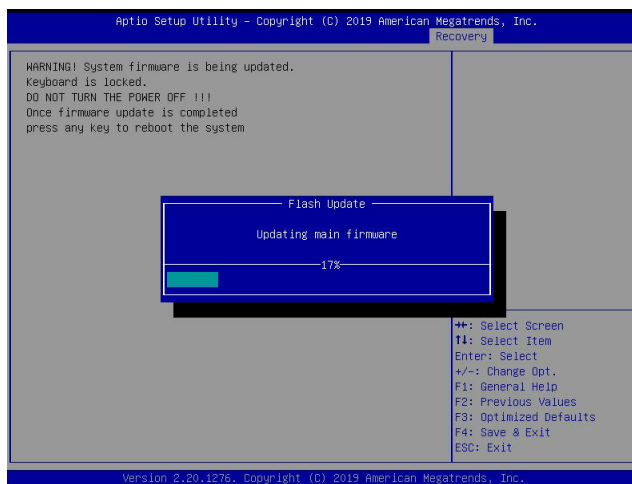 Aptio Setup Utility – Copyright (C) 2019 American Megatrends, Inc.
Recovery
WARNING! System firmware is being updated.
Keyboard is locked.
DO NOT TURN THE POWER OFF !!!
Once firmware update is completed
press any key to reboot the system
Flash Update
Updating main firmware
17%
→←: Select Screen
↑↓: Select Item
Enter: Select
+/-: Change Opt.
F1: General Help
F2: Previous Values
F3: Optimized Defaults
F4: Save & Exit
ESC: Exit
Version 2.20.1276. Copyright (C) 2019 American Megatrends, Inc.